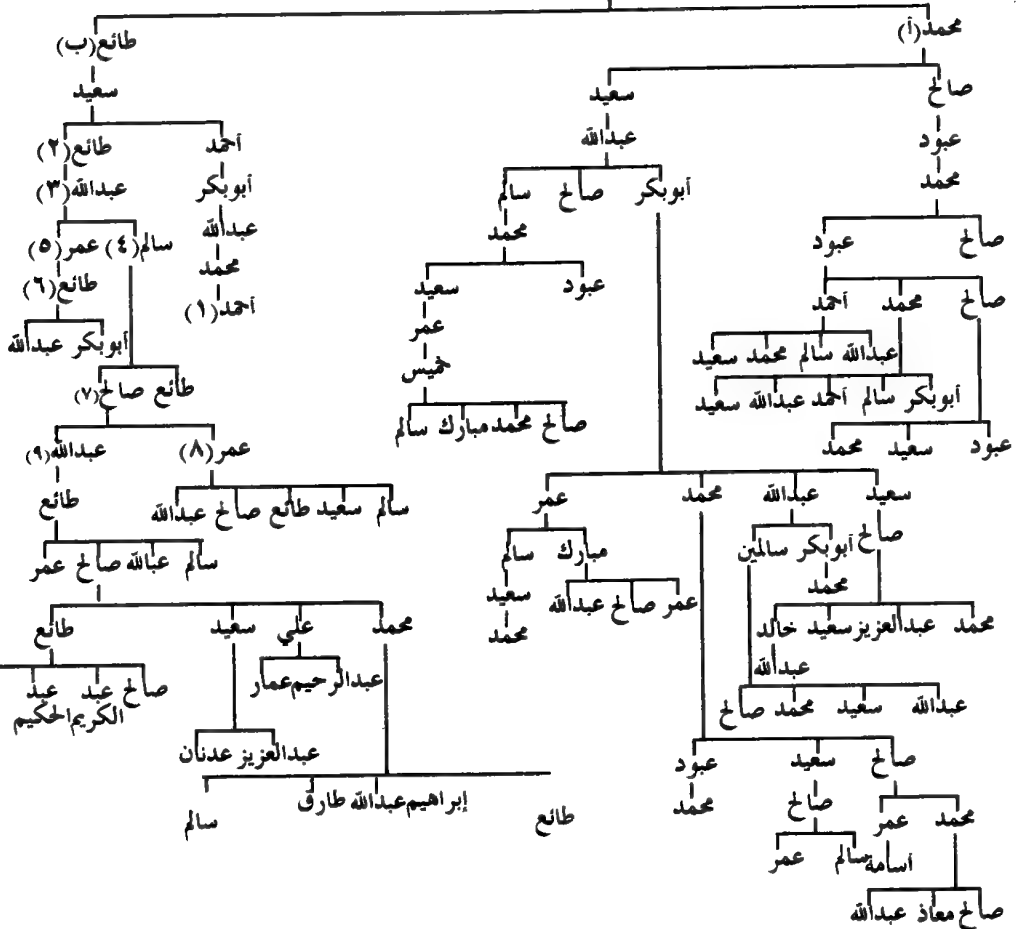 محمد (أ) طائع (ب)
صالح سعيد سعيد
عبود عبدالله أحمد طائع (٢)
محمد أبوبكر صالح سالم أبوبكر عبدالله (٣)
صالح عبود محمد عبدالله سالم (٤) عمر (٥)
صالح محمد أحمد عبود سعيد محمد طائع (٦)
عمر أحمد (١)
عبدالله سالم محمد سعيد خميس أبوبكر عبدالله
أبوبكر سالم أحمد عبدالله سعيد طائع صالح (٧)
عبود سعيد محمد صالح محمد مبارك سالم عمر (٨) عبدالله (٩)
سعيد عبدالله محمد عمر سالم سعيد طائع صالح عبدالله طائع
صالح أبوبكر سالمين مبارك سالم سالم عبالله صالح عمر
محمد سعيد
محمد عبدالعزيز سعيد خالد عمر صالح عبدالله محمد محمد علي سعيد طائع
عبدالله
عبدالله سعيد محمد صالح عبدالرحيم عمار صالح عبد الكريم عبد الحكيم
صالح سعيد عبود عبدالعزيز عدنان
محمد عمر صالح محمد طائع إبراهيم عبدالله طارق سالم
أسامة سالم عمر
صالح معاذ عبدالله